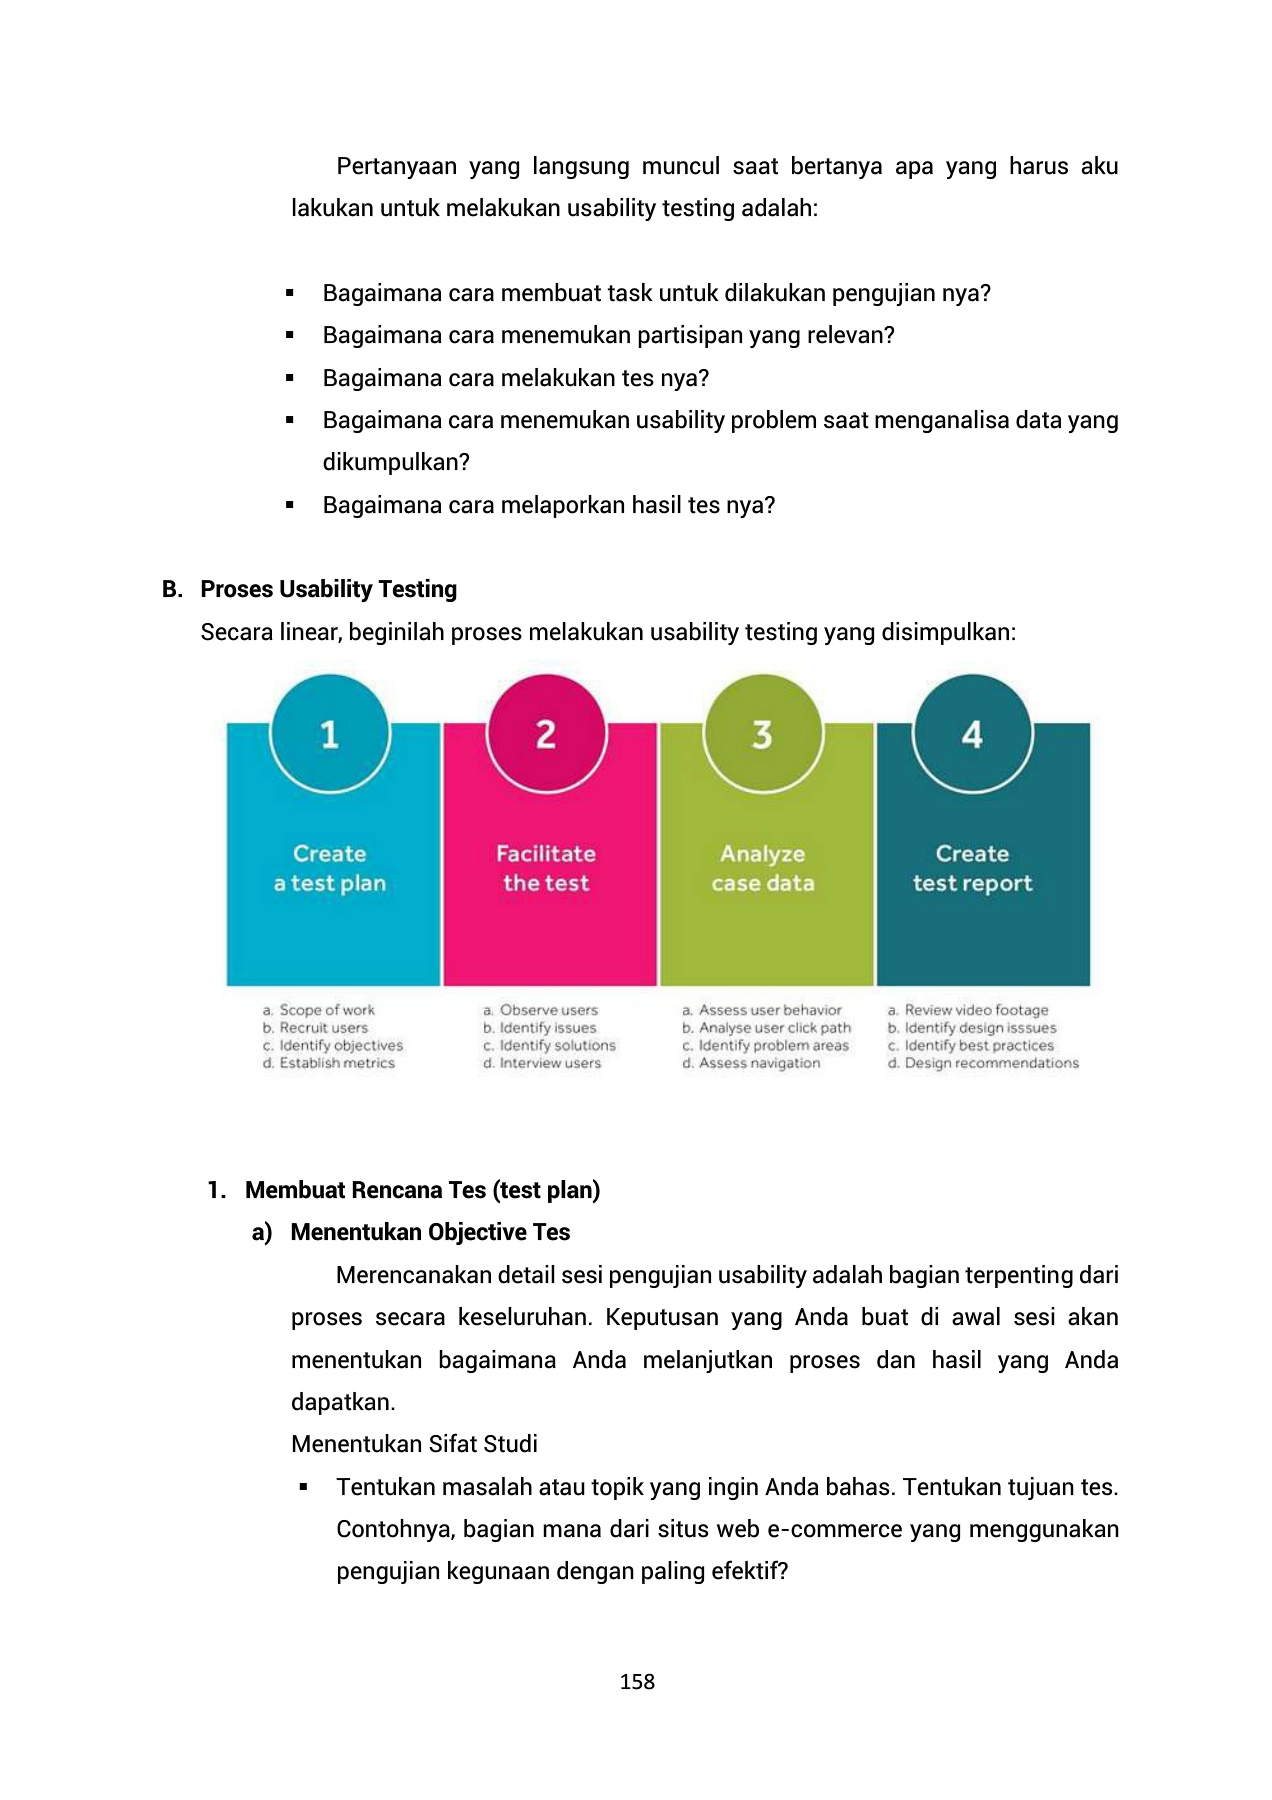 Pertanyaan yang langsung muncul saat bertanya apa yang harus aku
lakukan untuk melakukan usability testing adalah:
▪ Bagaimana cara membuat task untuk dilakukan pengujian nya?
▪ Bagaimana cara menemukan partisipan yang relevan?
▪ Bagaimana cara melakukan tes nya?
▪ Bagaimana cara menemukan usability problem saat menganalisa data yang
dikumpulkan?
▪ Bagaimana cara melaporkan hasil tes nya?
B. Proses Usability Testing
Secara linear, beginilah proses melakukan usability testing yang disimpulkan:
1
Create
a test plan
a. Scope of work
b. Recruit users
c. Identify objectives
d. Establish metrics
2
Facilitate
the test
a. Observe users
b. Identify issues
c. Identify solutions
d. Interview users
3
Analyze
case data
a. Assess user behavior
b. Analyse user click path
c. Identify problem areas
d. Assess navigation
4
Create
test report
a. Review video footage
b. Identify design isssues
c. Identify best practices
d. Design recommendations
1. Membuat Rencana Tes (test plan)
a) Menentukan Objective Tes
Merencanakan detail sesi pengujian usability adalah bagian terpenting dari
proses secara keseluruhan. Keputusan yang Anda buat di awal sesi akan
menentukan bagaimana Anda melanjutkan proses dan hasil yang Anda
dapatkan.
Menentukan Sifat Studi
▪ Tentukan masalah atau topik yang ingin Anda bahas. Tentukan tujuan tes.
Contohnya, bagian mana dari situs web e-commerce yang menggunakan
pengujian kegunaan dengan paling efektif?
158